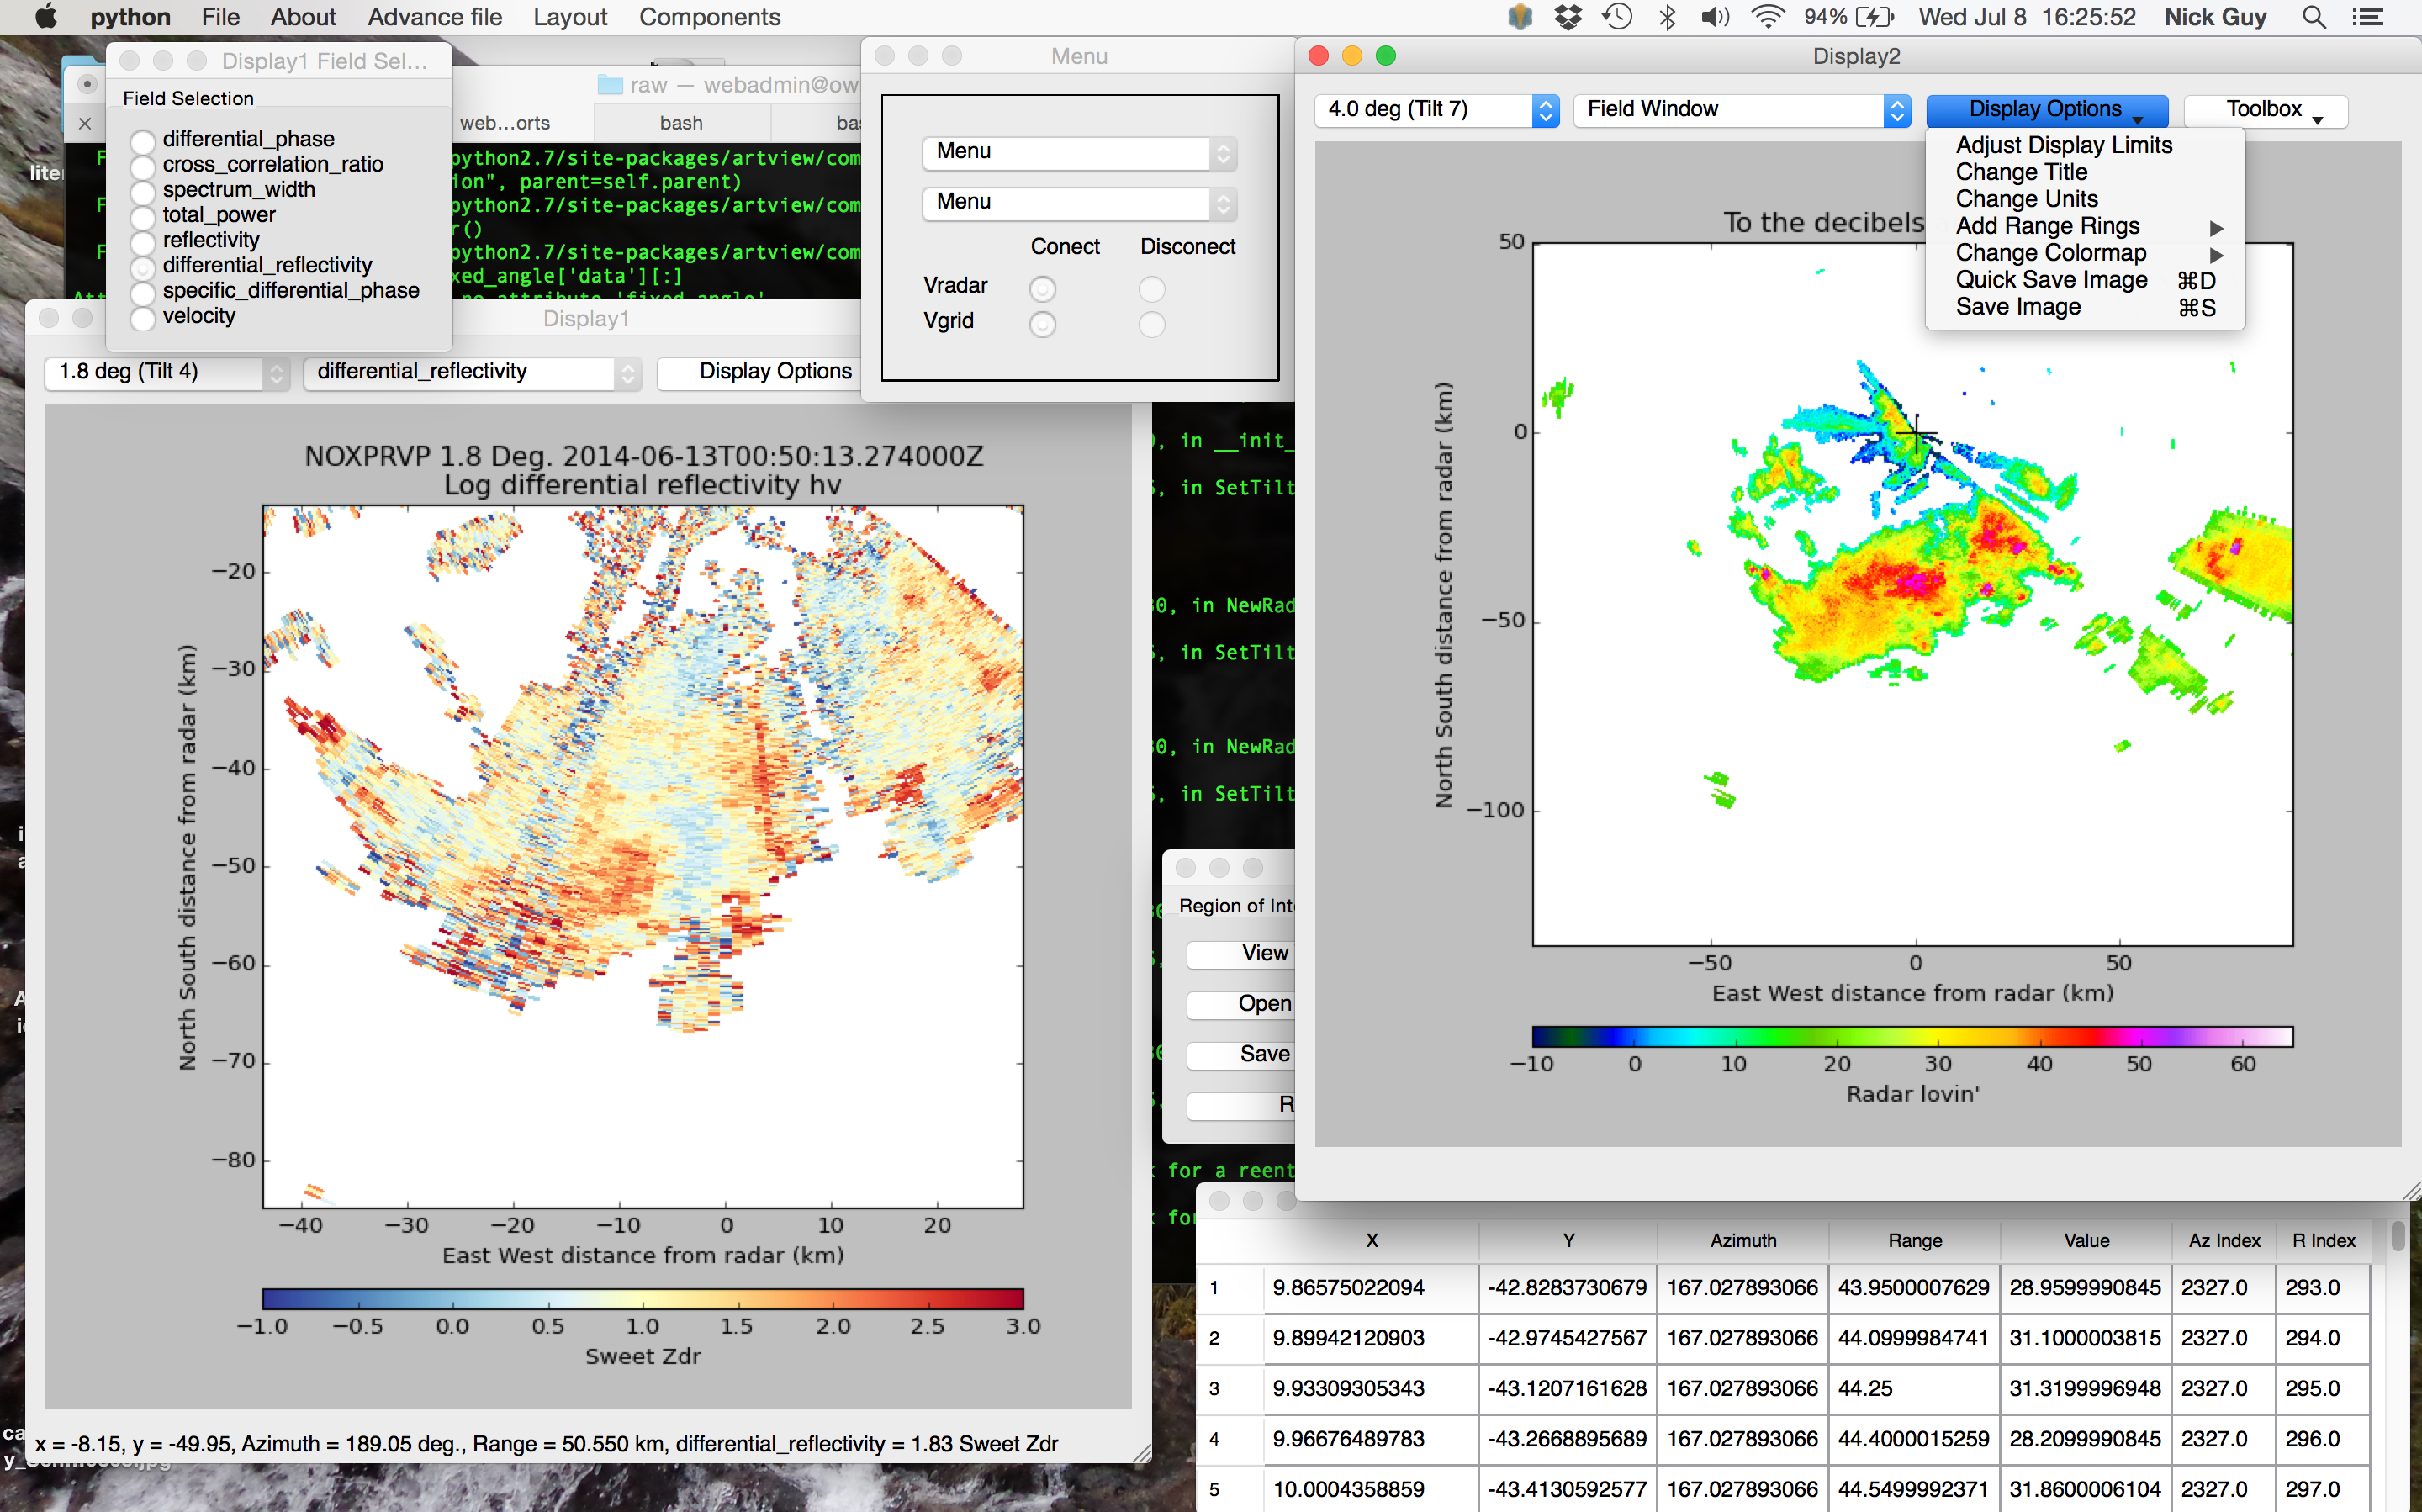 python File About Advance file Layout Components 94% Wed Jul 8 16:25:52 Nick Guy
Display1 Field Sel...
Field Selection
differential_phase
cross_correlation_ratio
spectrum_width
total_power
reflectivity
differential_reflectivity
specific_differential_phase
velocity
raw — webadmin@ow
web...orts bash
python2.7/site-packages/artview/com
ion", parent=self.parent)
python2.7/site-packages/artview/com
r()
python2.7/site-packages/artview/com
xed_angle['data'][:]
Menu
Menu
Menu
Conect Disconect
Vradar
Vgrid
Display1
1.8 deg (Tilt 4) differential_reflectivity Display Options
NOXPRVP 1.8 Deg. 2014-06-13T00:50:13.274000Z
Log differential reflectivity hv
North South distance from radar (km)
−20
−30
−40
−50
−60
−70
−80
−40 −30 −20 −10 0 10 20
East West distance from radar (km)
−1.0 −0.5 0.0 0.5 1.0 1.5 2.0 2.5 3.0
Sweet Zdr
x = -8.15, y = -49.95, Azimuth = 189.05 deg., Range = 50.550 km, differential_reflectivity = 1.83 Sweet Zdr
, in __init_
, in SetTilt
0, in NewRad
, in SetTilt
0, in NewRad
, in SetTilt
Region of Int
View
Open
Save
R
for a reent
Display2
4.0 deg (Tilt 7) Field Window Display Options Toolbox
Adjust Display Limits
Change Title
Change Units
Add Range Rings
Change Colormap
Quick Save Image ⌘D
Save Image ⌘S
To the decibels
North South distance from radar (km)
50
0
−50
−100
−50 0 50
East West distance from radar (km)
−10 0 10 20 30 40 50 60
Radar lovin'
X Y Azimuth Range Value Az Index R Index
1 9.86575022094 -42.8283730679 167.027893066 43.9500007629 28.9599990845 2327.0 293.0
2 9.89942120903 -42.9745427567 167.027893066 44.0999984741 31.1000003815 2327.0 294.0
3 9.93309305343 -43.1207161628 167.027893066 44.25 31.3199996948 2327.0 295.0
4 9.96676489783 -43.2668895689 167.027893066 44.4000015259 28.2099990845 2327.0 296.0
5 10.0004358859 -43.4130592577 167.027893066 44.5499992371 31.8600006104 2327.0 297.0